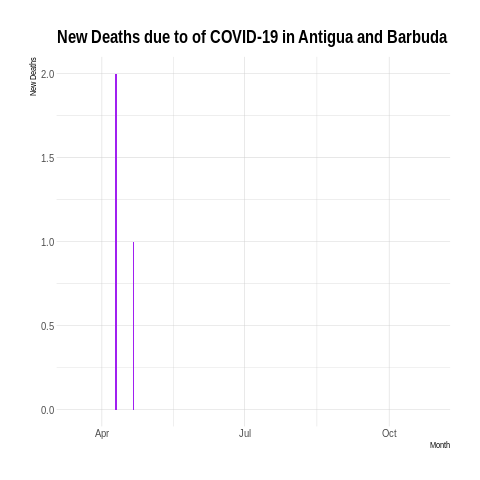 New Deaths due to of COVID-19 in Antigua and Barbuda
New Deaths
2.0
1.5
1.0
0.5
0.0
Apr Jul Oct
Month